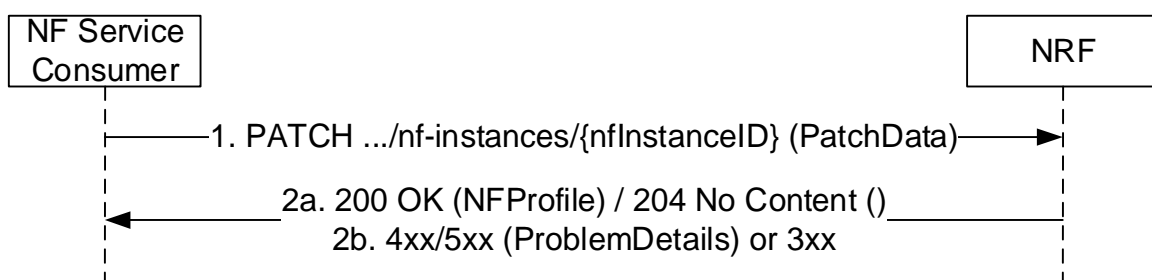 NF Service
Consumer
NRF
1. PATCH .../nf-instances/{nfInstanceID} (PatchData)
2a. 200 OK (NFProfile) / 204 No Content ()
2b. 4xx/5xx (ProblemDetails) or 3xx